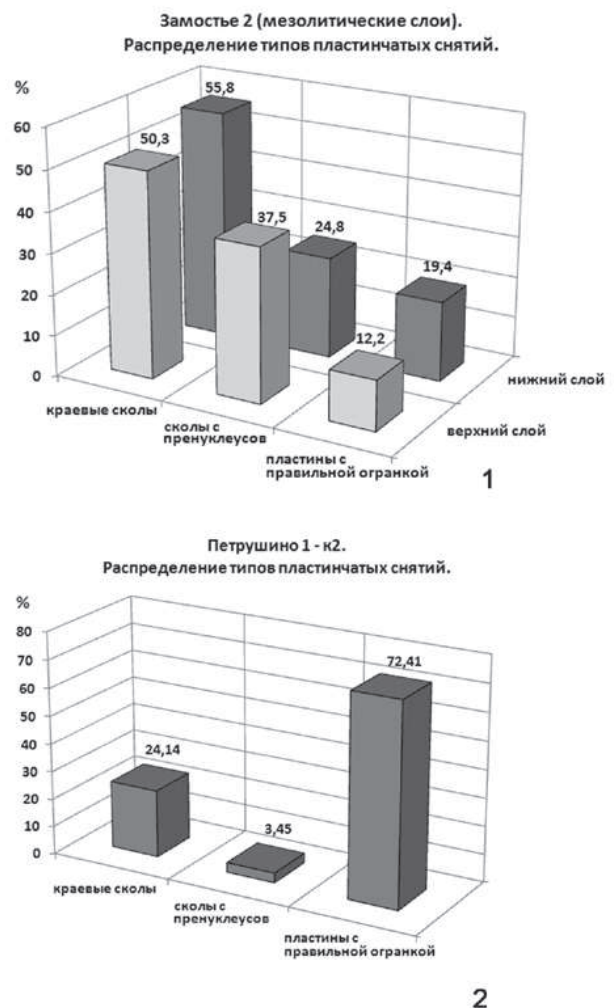 Замостье 2 (мезолитические слои).
Распределение типов пластинчатых снятий.
%
60
50
40
30
20
10
0
50,3
55,8
37,5
24,8
12,2
19,4
краевые сколы
сколы с
пренуклеусов
пластины с
правильной огранкой
нижний слой
верхний слой
1
Петрушино 1 - к2.
Распределение типов пластинчатых снятий.
%
80
70
60
50
40
30
20
10
0
24,14
3,45
72,41
краевые сколы
сколы с
пренуклеусов
пластины с
правильной огранкой
2